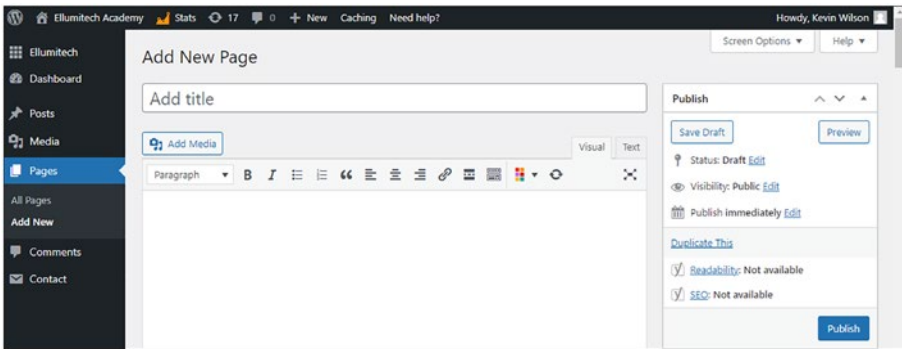 Ellumitech Academy Stats 17 0 + New Caching Need help? Howdy, Kevin Wilson
Screen Options ▼ Help ▼
Ellumitech
Dashboard
Posts
Media
Pages
All Pages
Add New
Comments
Contact
Add New Page
Add title
Add Media
Visual Text
Paragraph ▼ B I
Publish
Save Draft Preview
Status: Draft Edit
Visibility: Public Edit
Publish immediately Edit
Duplicate This
Readability: Not available
SEO: Not available
Publish